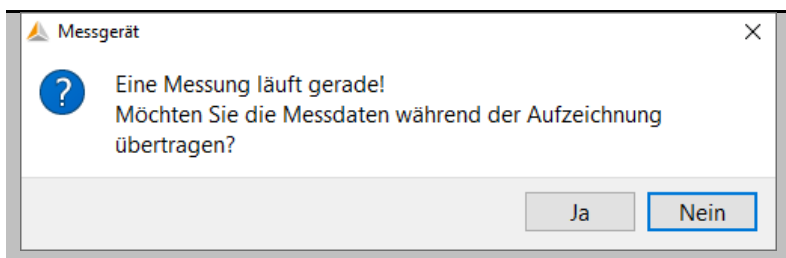 Messgerät
Eine Messung läuft gerade!
Möchten Sie die Messdaten während der Aufzeichnung
übertragen?
Ja Nein